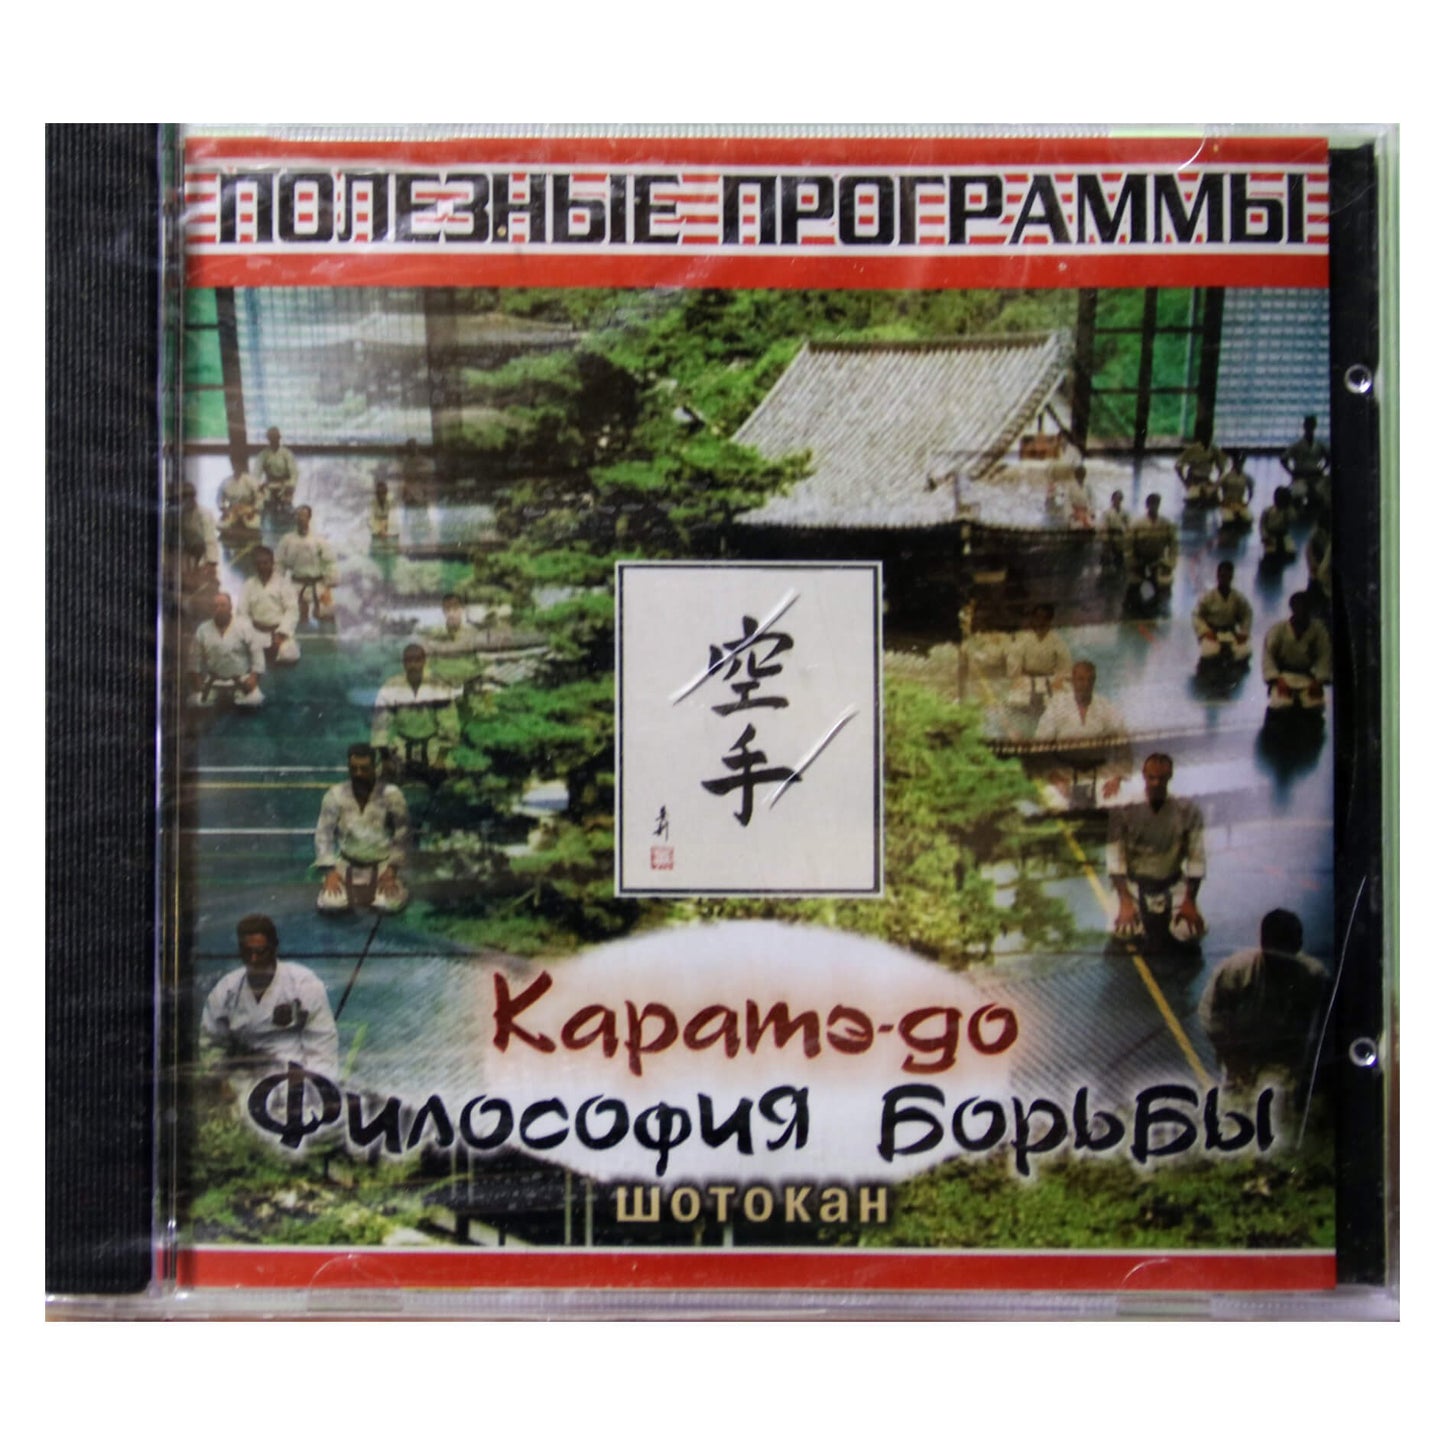 ПОЛЕЗНЫЕ ПРОГРАММЫ
空
手
Каратэ-до
Философия Борьбы
шотокан